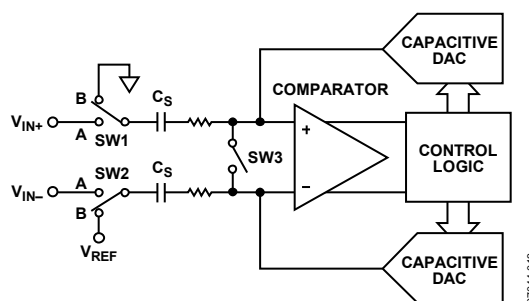 CAPACITIVE
DAC
COMPARATOR
B
CS
VIN+
A
SW1
+
SW3
CONTROL
LOGIC
SW2
CS
VIN–
A
–
B
VREF
CAPACITIVE
DAC